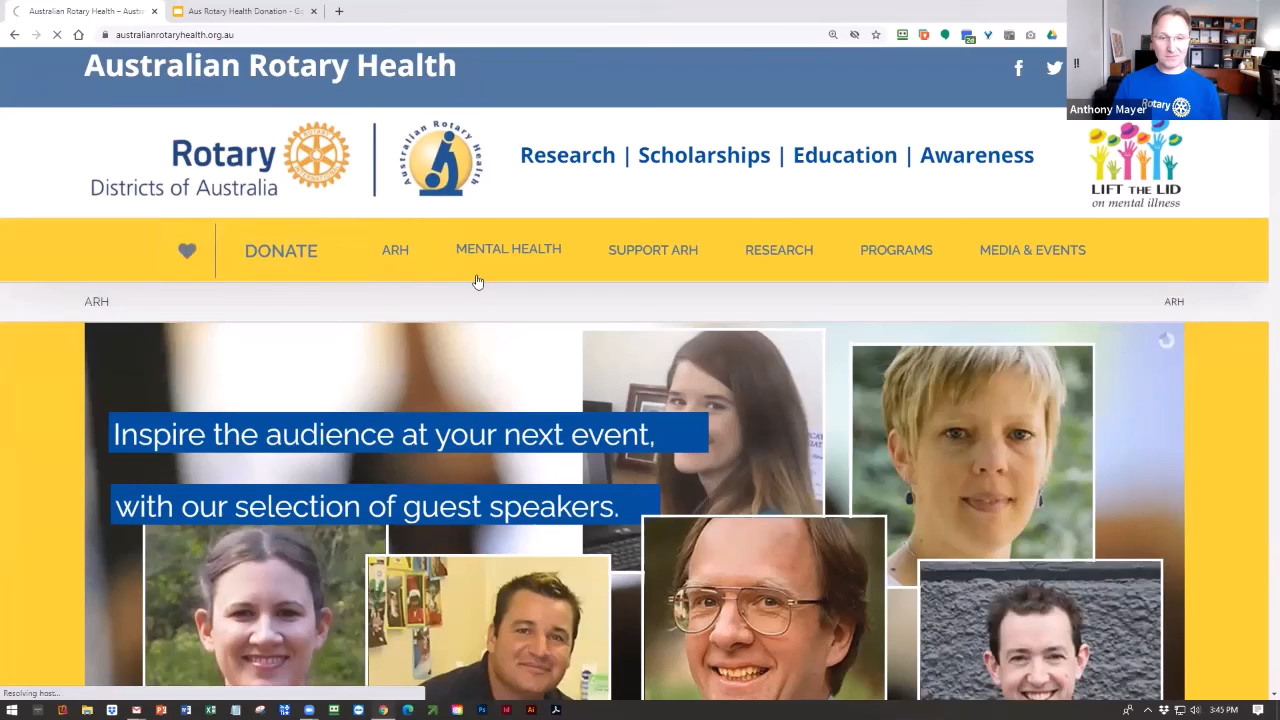 Australian Rotary Health – Austra
Aus Rotary Health Donation - Go
australianrotaryhealth.org.au
Anthony Mayer
Rotary
Australian Rotary Health
Rotary
Districts of Australia
Australian Rotary Health
Research | Scholarships | Education | Awareness
LIFT THE LID
on mental illness
DONATE
ARH
MENTAL HEALTH
SUPPORT ARH
RESEARCH
PROGRAMS
MEDIA & EVENTS
ARH
ARH
Inspire the audience at your next event,
with our selection of guest speakers.
Resolving host...
3:45 PM